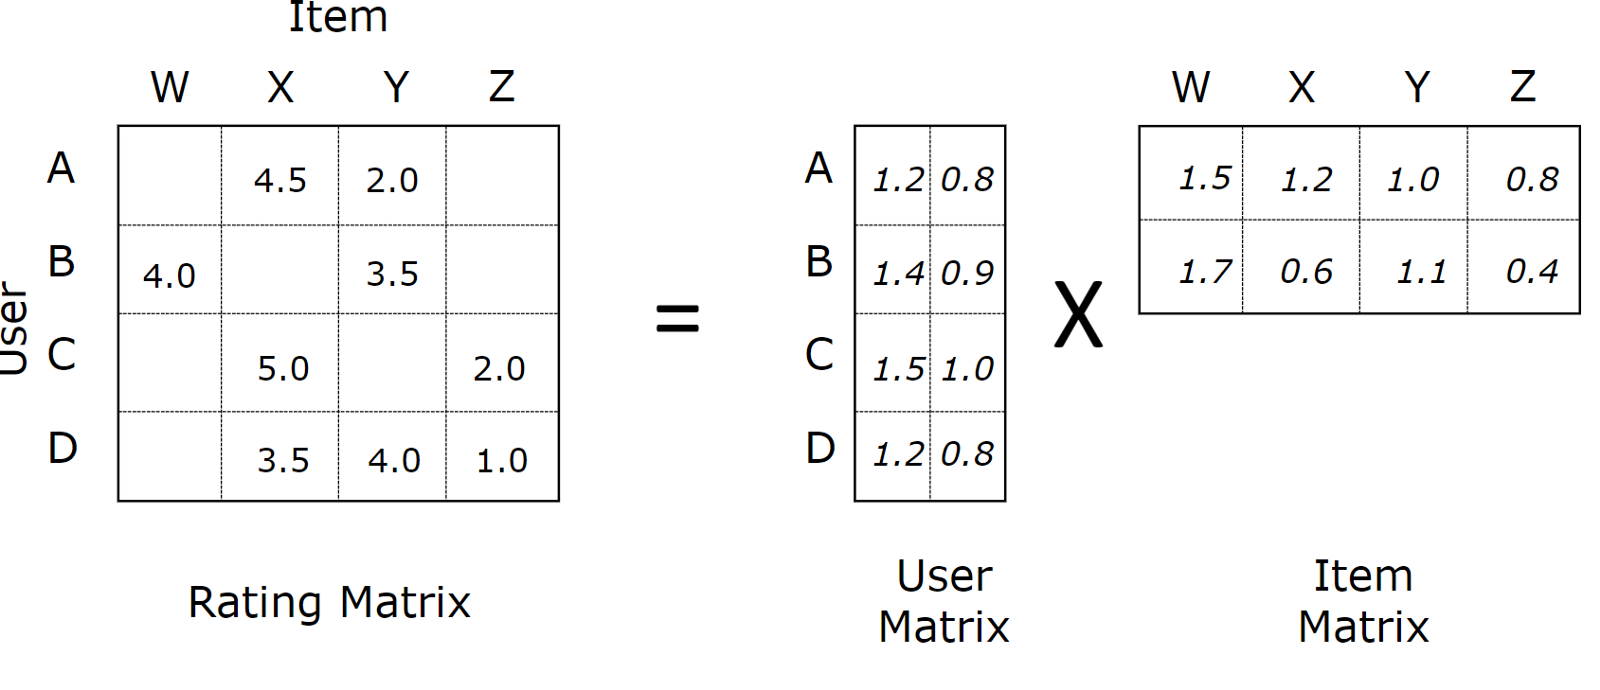 Item
W X Y Z
A 4.5 2.0
B 4.0 3.5
C 5.0 2.0
D 3.5 4.0 1.0
User
Rating Matrix
=
A 1.2 0.8
B 1.4 0.9
C 1.5 1.0
D 1.2 0.8
User
Matrix
X
W X Y Z
1.5 1.2 1.0 0.8
1.7 0.6 1.1 0.4
Item
Matrix